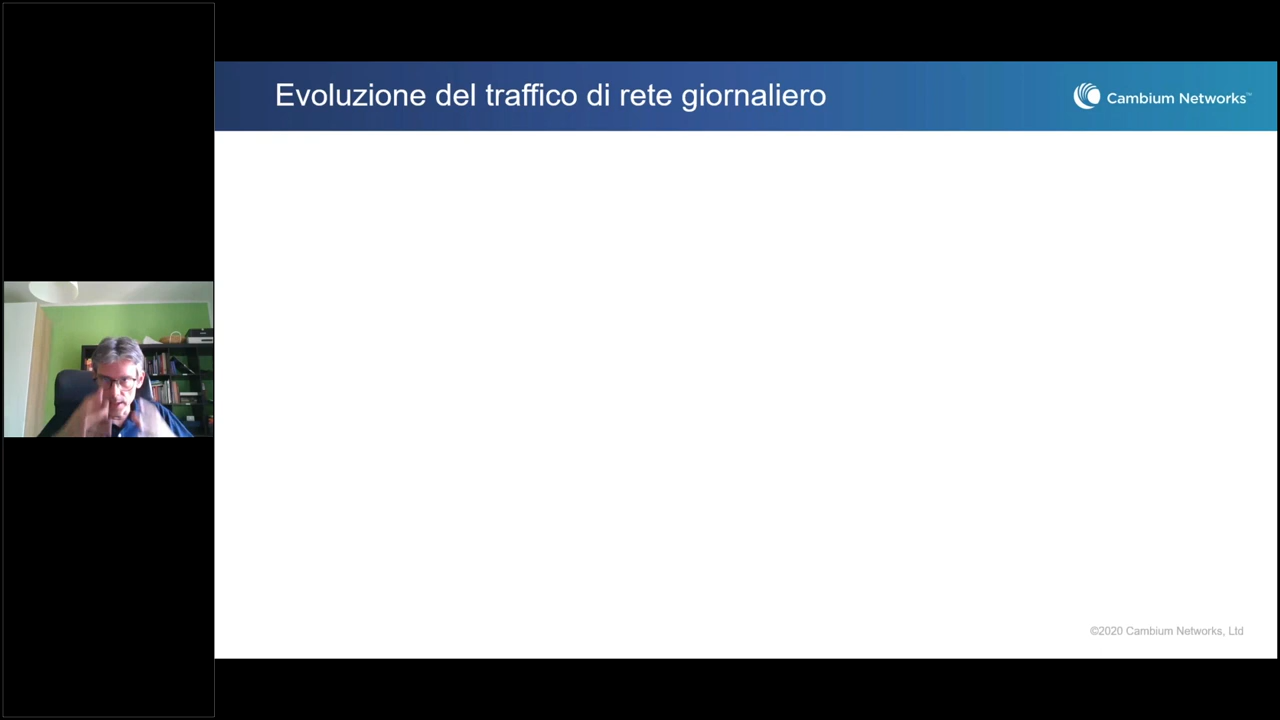 Evoluzione del traffico di rete giornaliero
Cambium Networks™
©2020 Cambium Networks, Ltd